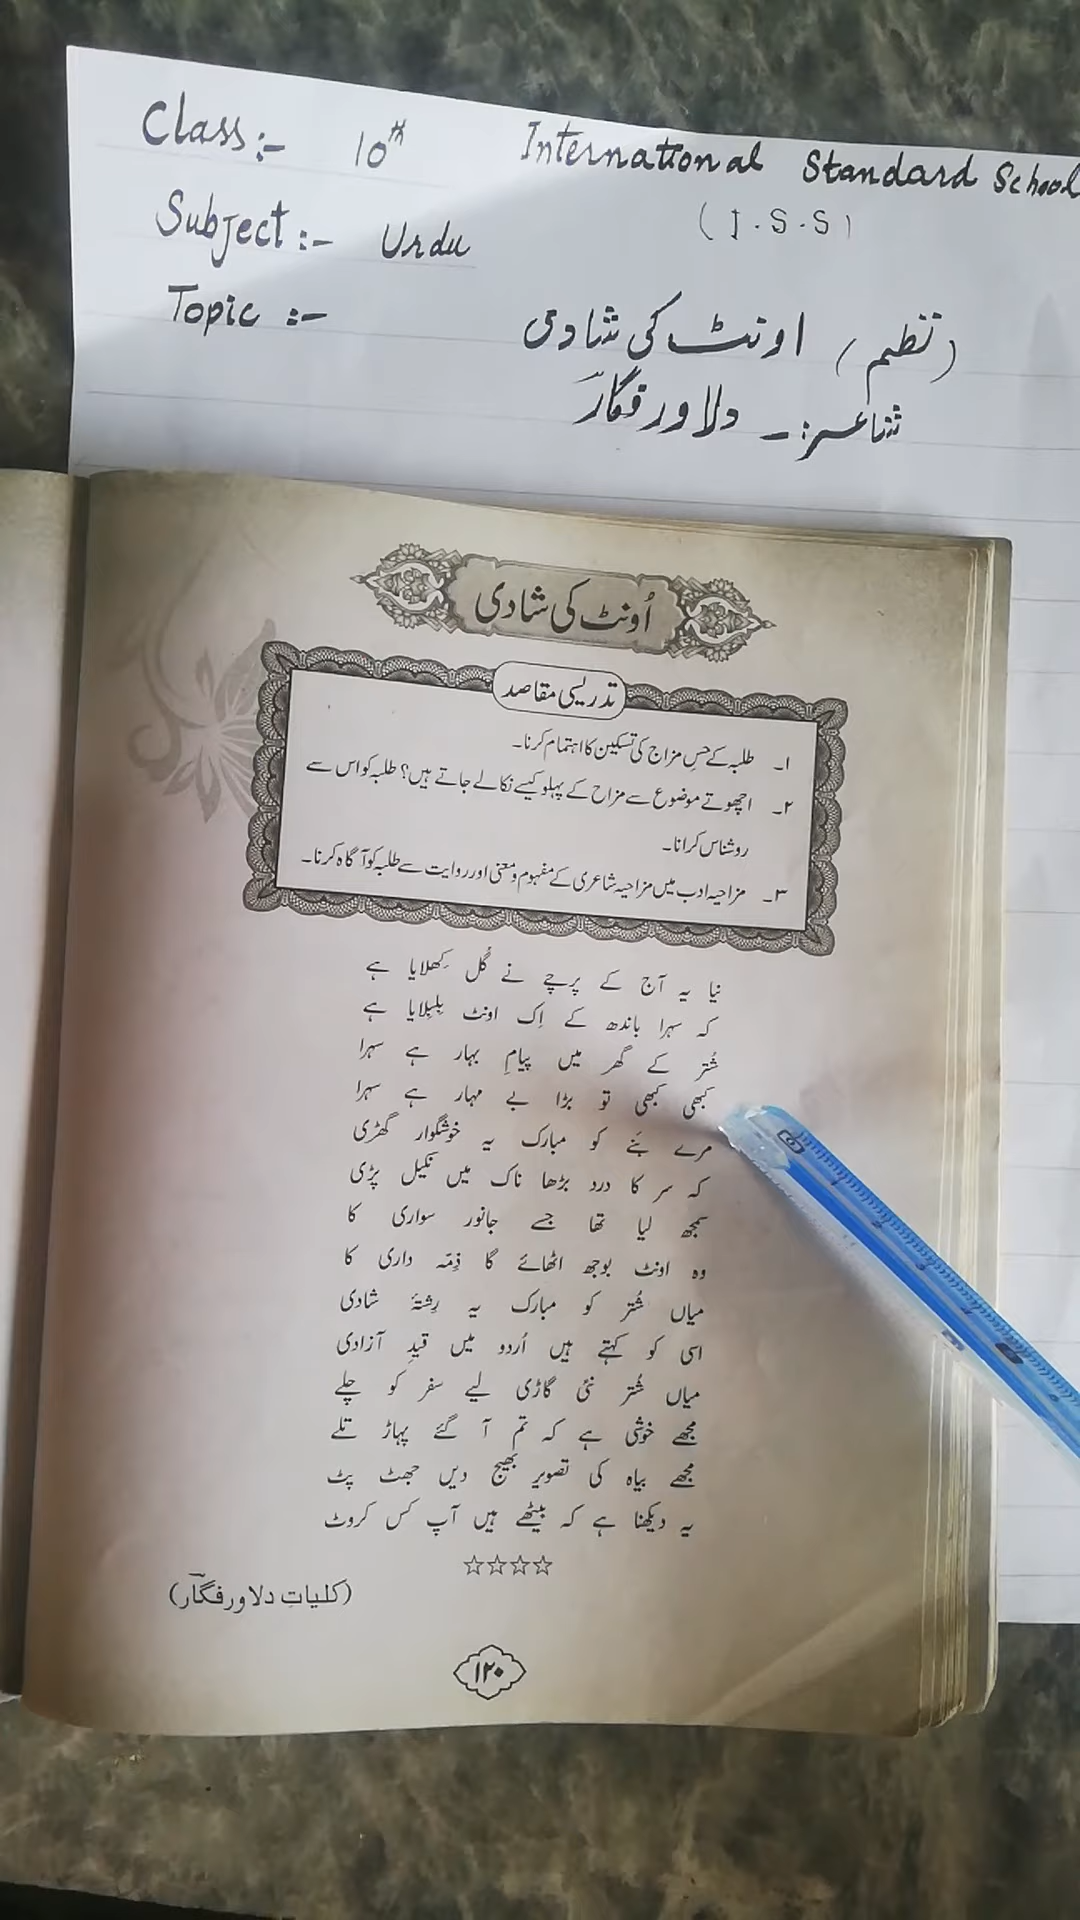 Class:- 10th International Standard School
Subject:- Urdu (I.S.S)
Topic:- (نظم) اونٹ کی شادی
شاعر:۔ دلاور فگار
اُونٹ کی شادی
تدریسی مقاصد
۱۔ طلبہ کے حسِ مزاج کی تسکین کا اہتمام کرنا۔
۲۔ اچھوتے موضوع سے مزاح کے پہلو کیسے نکالے جاتے ہیں؟ طلبہ کو اس سے
روشناس کرانا۔
۳۔ مزاحیہ ادب میں مزاحیہ شاعری کے مفہوم و معنی اور روایت سے طلبہ کو آگاہ کرنا۔
نیا یہ آج کے پرچے نے گُل کِھلایا ہے
کہ سہرا باندھ کے اِک اونٹ بِلبِلایا ہے
شُتر کے گھر میں پیامِ بہار ہے سہرا
کبھی کبھی تو بڑا بے مہار ہے سہرا
مرے بَنے کو مبارک یہ خوشگوار گھڑی
کہ سر کا درد بڑھا ناک میں نکیل پڑی
سمجھ لیا تھا جسے جانور سواری کا
وہ اونٹ بوجھ اٹھائے گا ذِمّہ داری کا
میاں شُتر کو مبارک یہ رِشتۂ شادی
اسی کو کہتے ہیں اُردو میں قیدِ آزادی
میاں شُتر نئی گاڑی لیے سفر کو چلے
مجھے خوشی ہے کہ تم آ گئے پہاڑ تلے
مجھے بیاہ کی تصویر بھیج دیں جھٹ پٹ
یہ دیکھنا ہے کہ بیٹھے ہیں آپ کس کروٹ
☆☆☆☆
(کلیاتِ دلاور فگار)
۱۲۰